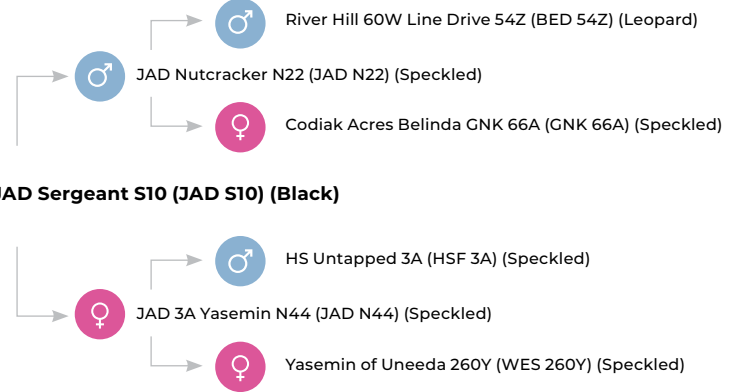 River Hill 60W Line Drive 54Z (BED 54Z) (Leopard)
JAD Nutcracker N22 (JAD N22) (Speckled)
Codiak Acres Belinda GNK 66A (GNK 66A) (Speckled)
JAD Sergeant S10 (JAD S10) (Black)
HS Untapped 3A (HSF 3A) (Speckled)
JAD 3A Yasemin N44 (JAD N44) (Speckled)
Yasemin of Uneeda 260Y (WES 260Y) (Speckled)